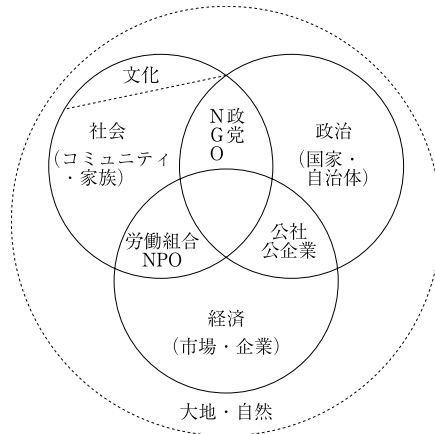 文化
社会
（コミュニティ
・家族）
NGO
政党
政治
（国家・
自治体）
労働組合
NPO
公社
公企業
経済
（市場・企業）
大地・自然